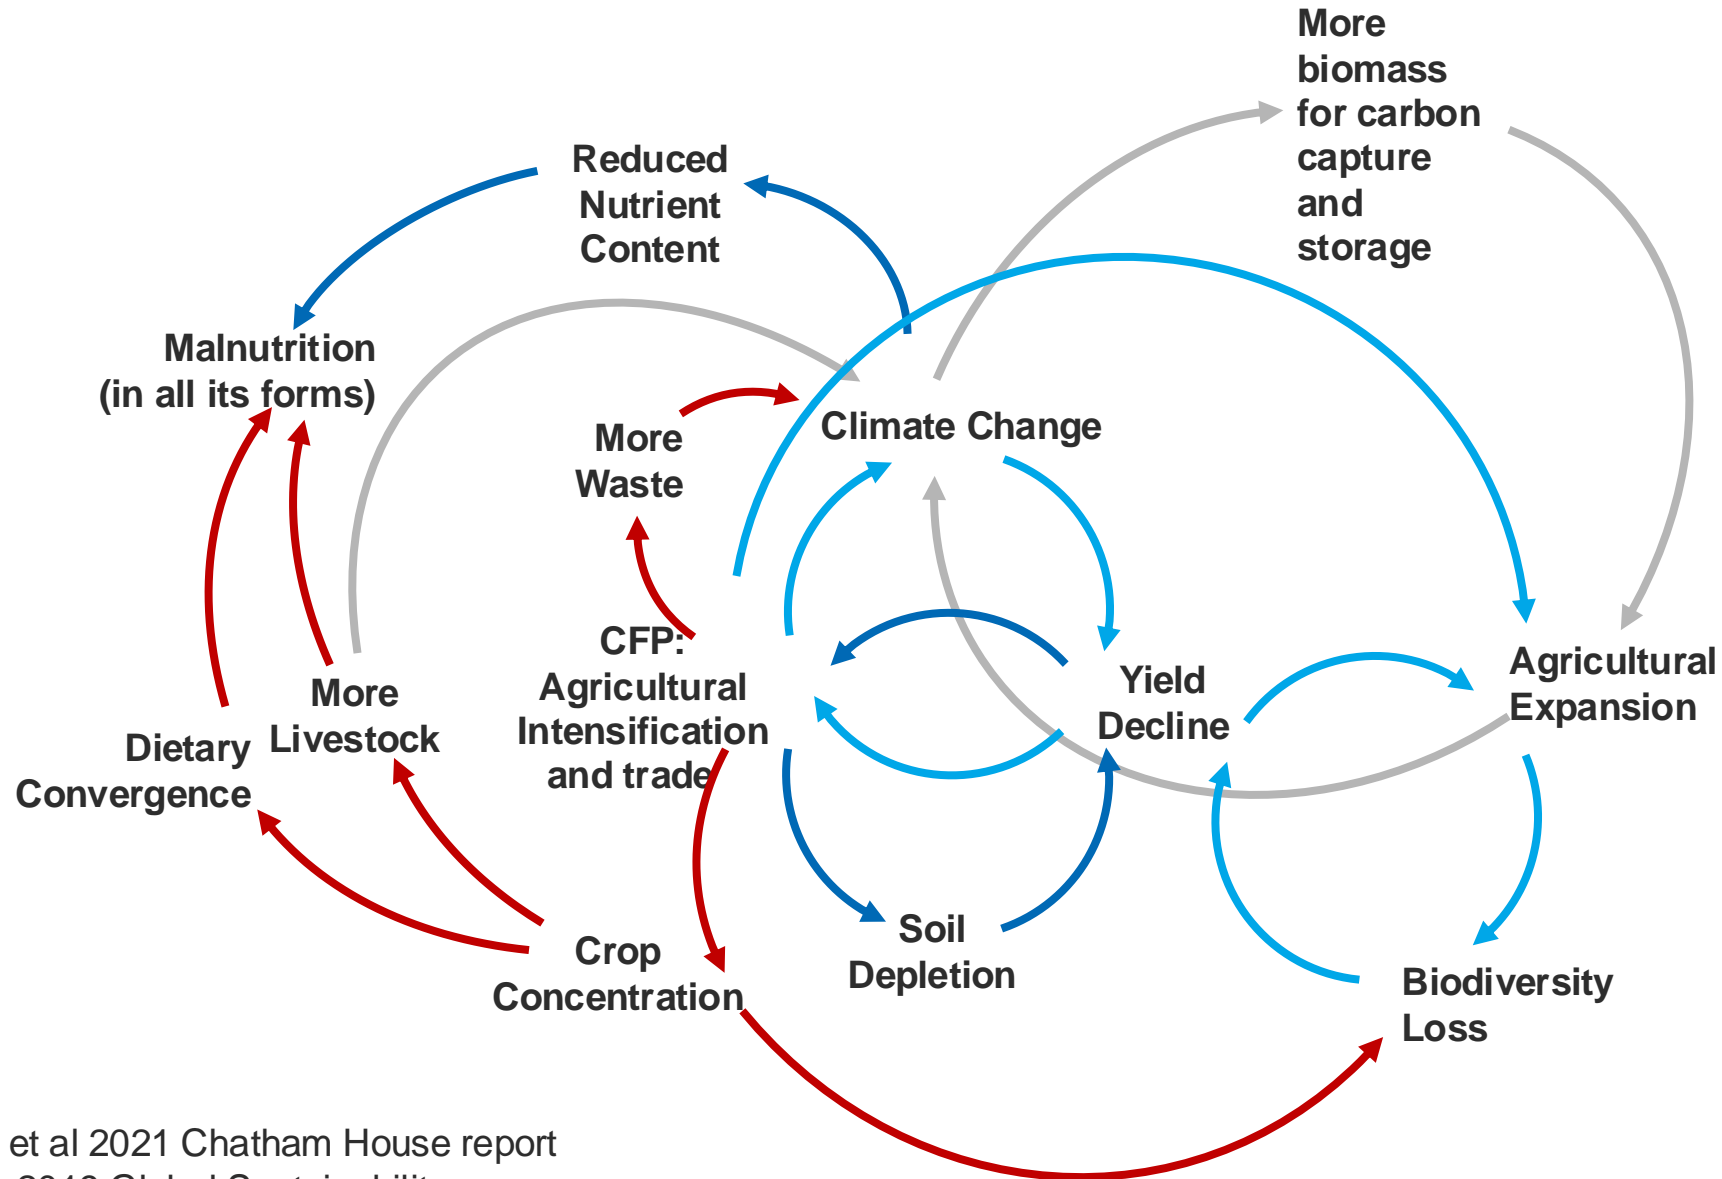 More
biomass
for carbon
capture
and
storage
Reduced
Nutrient
Content
Malnutrition
(in all its forms)
More
Waste
Climate Change
CFP:
Agricultural
Intensification
and trade
Yield
Decline
Agricultural
Expansion
More
Livestock
Dietary
Convergence
Crop
Concentration
Soil
Depletion
Biodiversity
Loss
et al 2021 Chatham House report